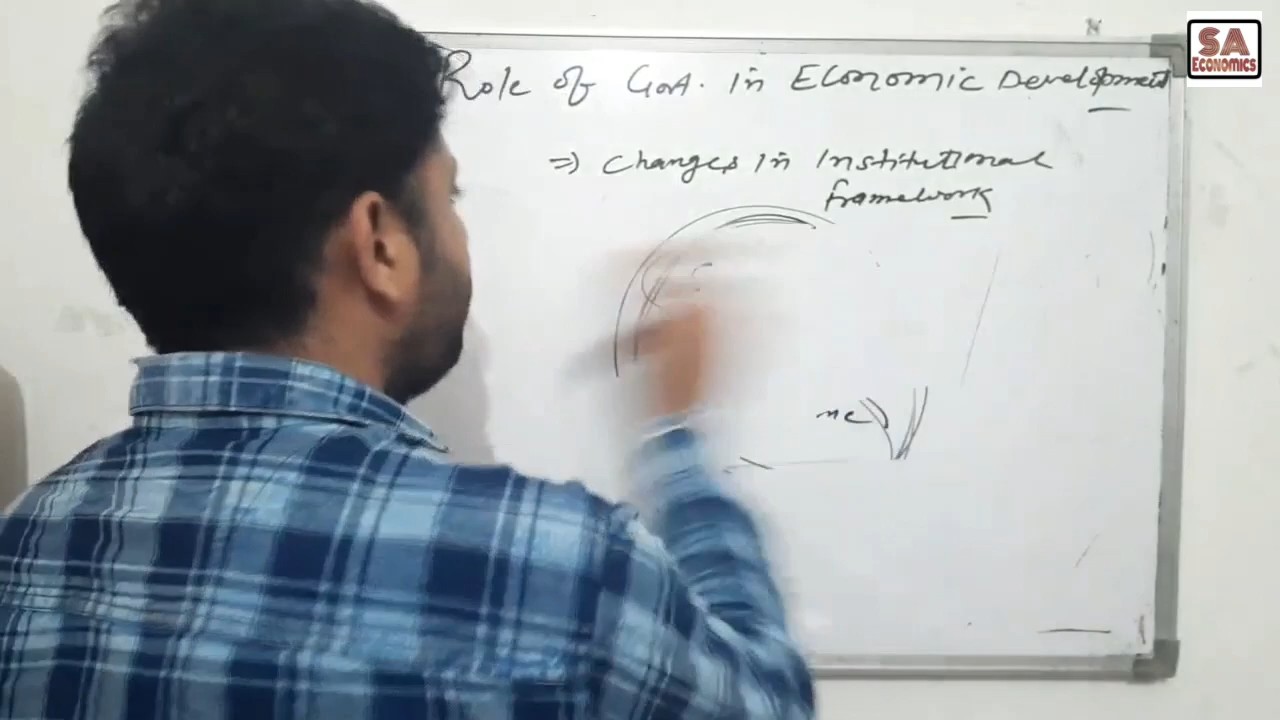 SA
ECONOMICS
Role of Govt. in Economic Development
=) Changes in Institutional
framework